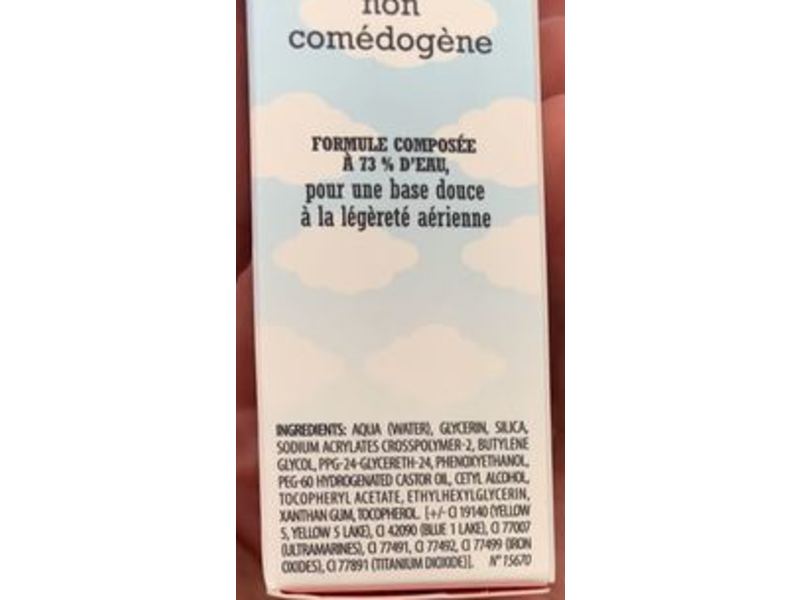 non
comédogène
FORMULE COMPOSÉE
À 73 % D'EAU,
pour une base douce
à la légèreté aérienne
INGREDIENTS: AQUA (WATER), GLYCERIN, SILICA,
SODIUM ACRYLATES CROSSPOLYMER-2, BUTYLENE
GLYCOL, PPG-24-GLYCERETH-24, PHENOXYETHANOL,
PEG-60 HYDROGENATED CASTOR OIL, CETYL ALCOHOL,
TOCOPHERYL ACETATE, ETHYLHEXYLGLYCERIN,
XANTHAN GUM, TOCOPHEROL. [+/- CI 19140 (YELLOW
5, YELLOW 5 LAKE), CI 42090 (BLUE 1 LAKE), CI 77007
(ULTRAMARINES), CI 77491, CI 77492, CI 77499 (IRON
OXIDES), CI 77891 (TITANIUM DIOXIDE)]. N° 15670